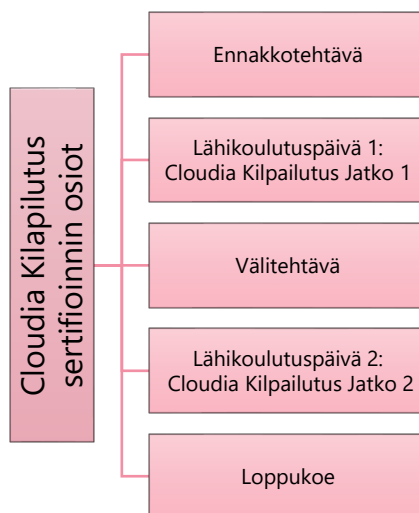 Cloudia Kilapilutus
sertifioinnin osiot
Ennakkotehtävä
Lähikoulutuspäivä 1:
Cloudia Kilpailutus Jatko 1
Välitehtävä
Lähikoulutuspäivä 2:
Cloudia Kilpailutus Jatko 2
Loppukoe